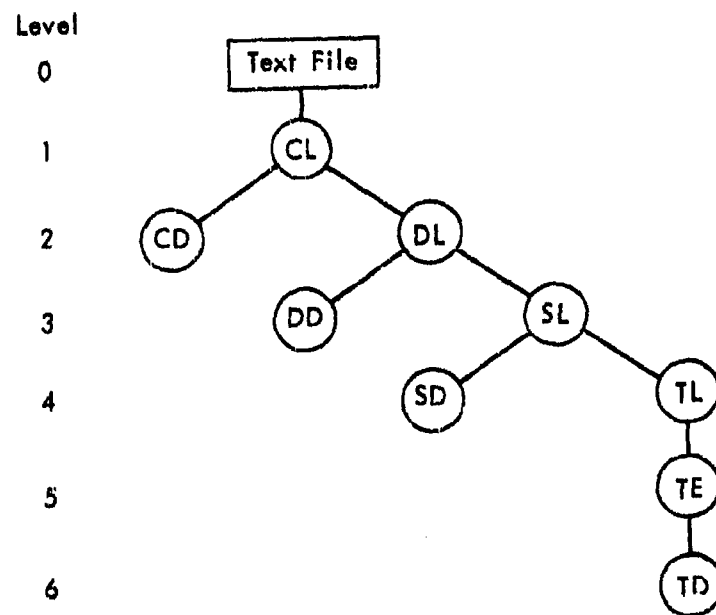 Level
0 Text File
1 CL
2 CD DL
3 DD SL
4 SD TL
5 TE
6 TD